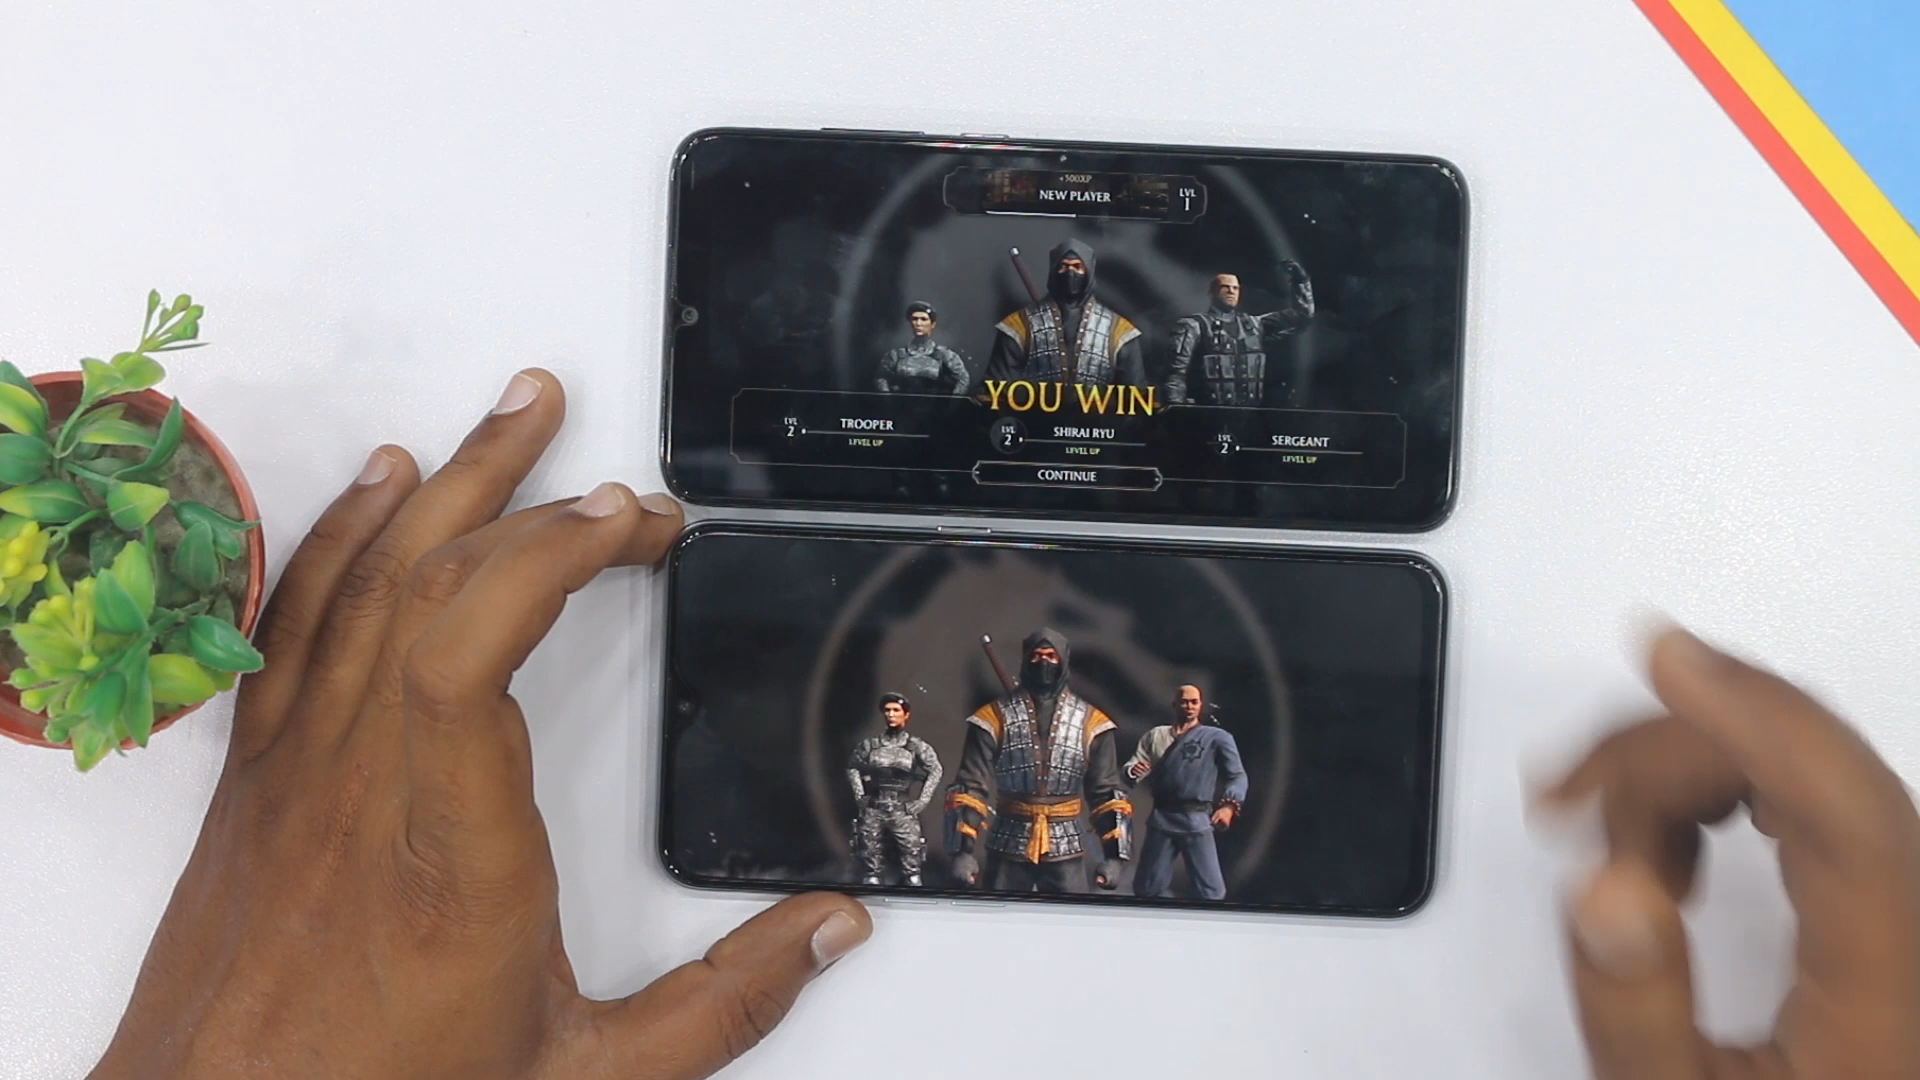 +500XP
NEW PLAYER
LVL
1
YOU WIN
LVL
2
TROOPER
LEVEL UP
LVL
2
SHIRAI RYU
LEVEL UP
LVL
2
SERGEANT
LEVEL UP
CONTINUE